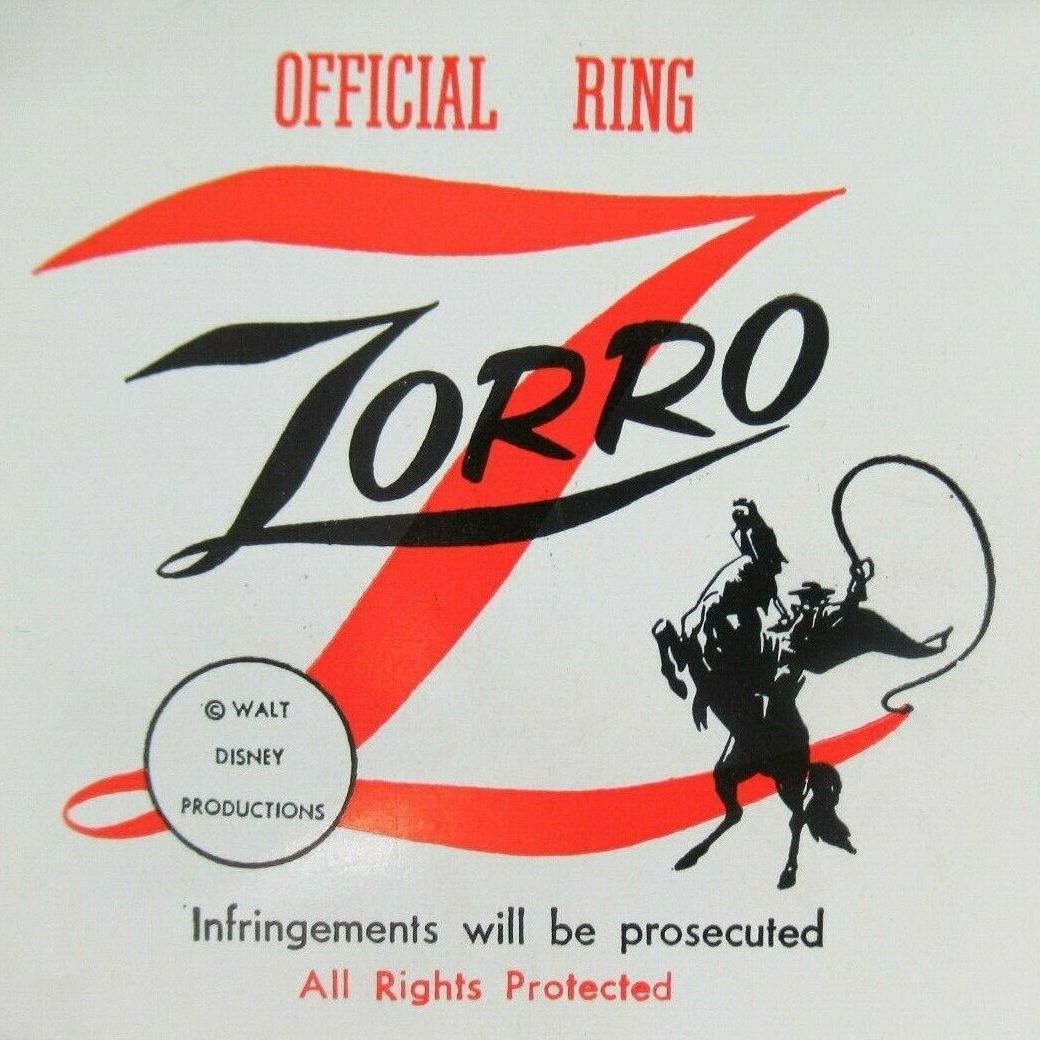 OFFICIAL RING
Z
ZORRO
© WALT
DISNEY
PRODUCTIONS
Infringements will be prosecuted
All Rights Protected